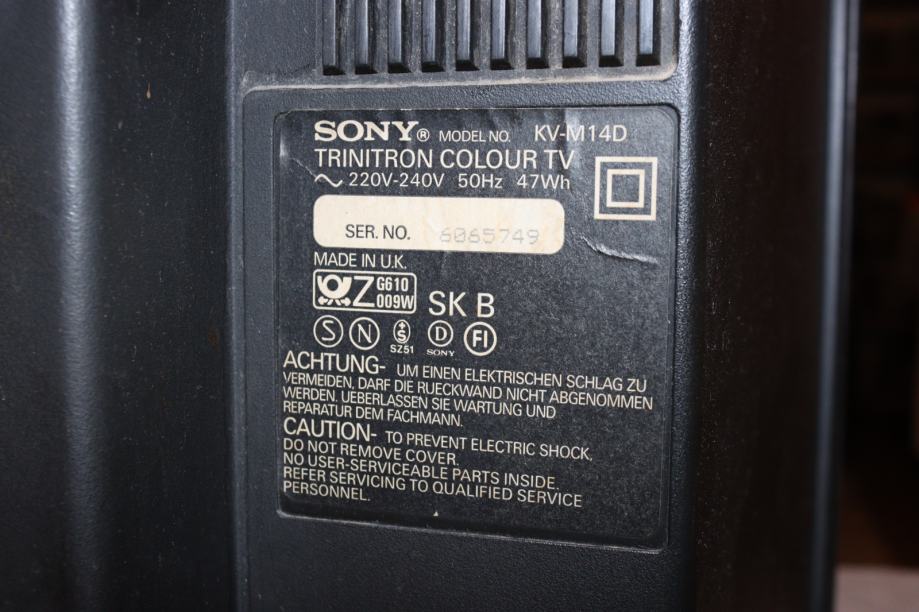 SONY® MODEL NO. KV-M14D
TRINITRON COLOUR TV
~ 220V-240V 50Hz 47Wh
SER. NO. 6065749
MADE IN U.K.
Z G610 009W SK B
S N S D FI
SZ51 SONY
ACHTUNG- UM EINEN ELEKTRISCHEN SCHLAG ZU
VERMEIDEN, DARF DIE RUECKWAND NICHT ABGENOMMEN
WERDEN. UEBERLASSEN SIE WARTUNG UND
REPARATUR DEM FACHMANN.
CAUTION- TO PREVENT ELECTRIC SHOCK.
DO NOT REMOVE COVER.
NO USER-SERVICEABLE PARTS INSIDE.
REFER SERVICING TO QUALIFIED SERVICE
PERSONNEL.